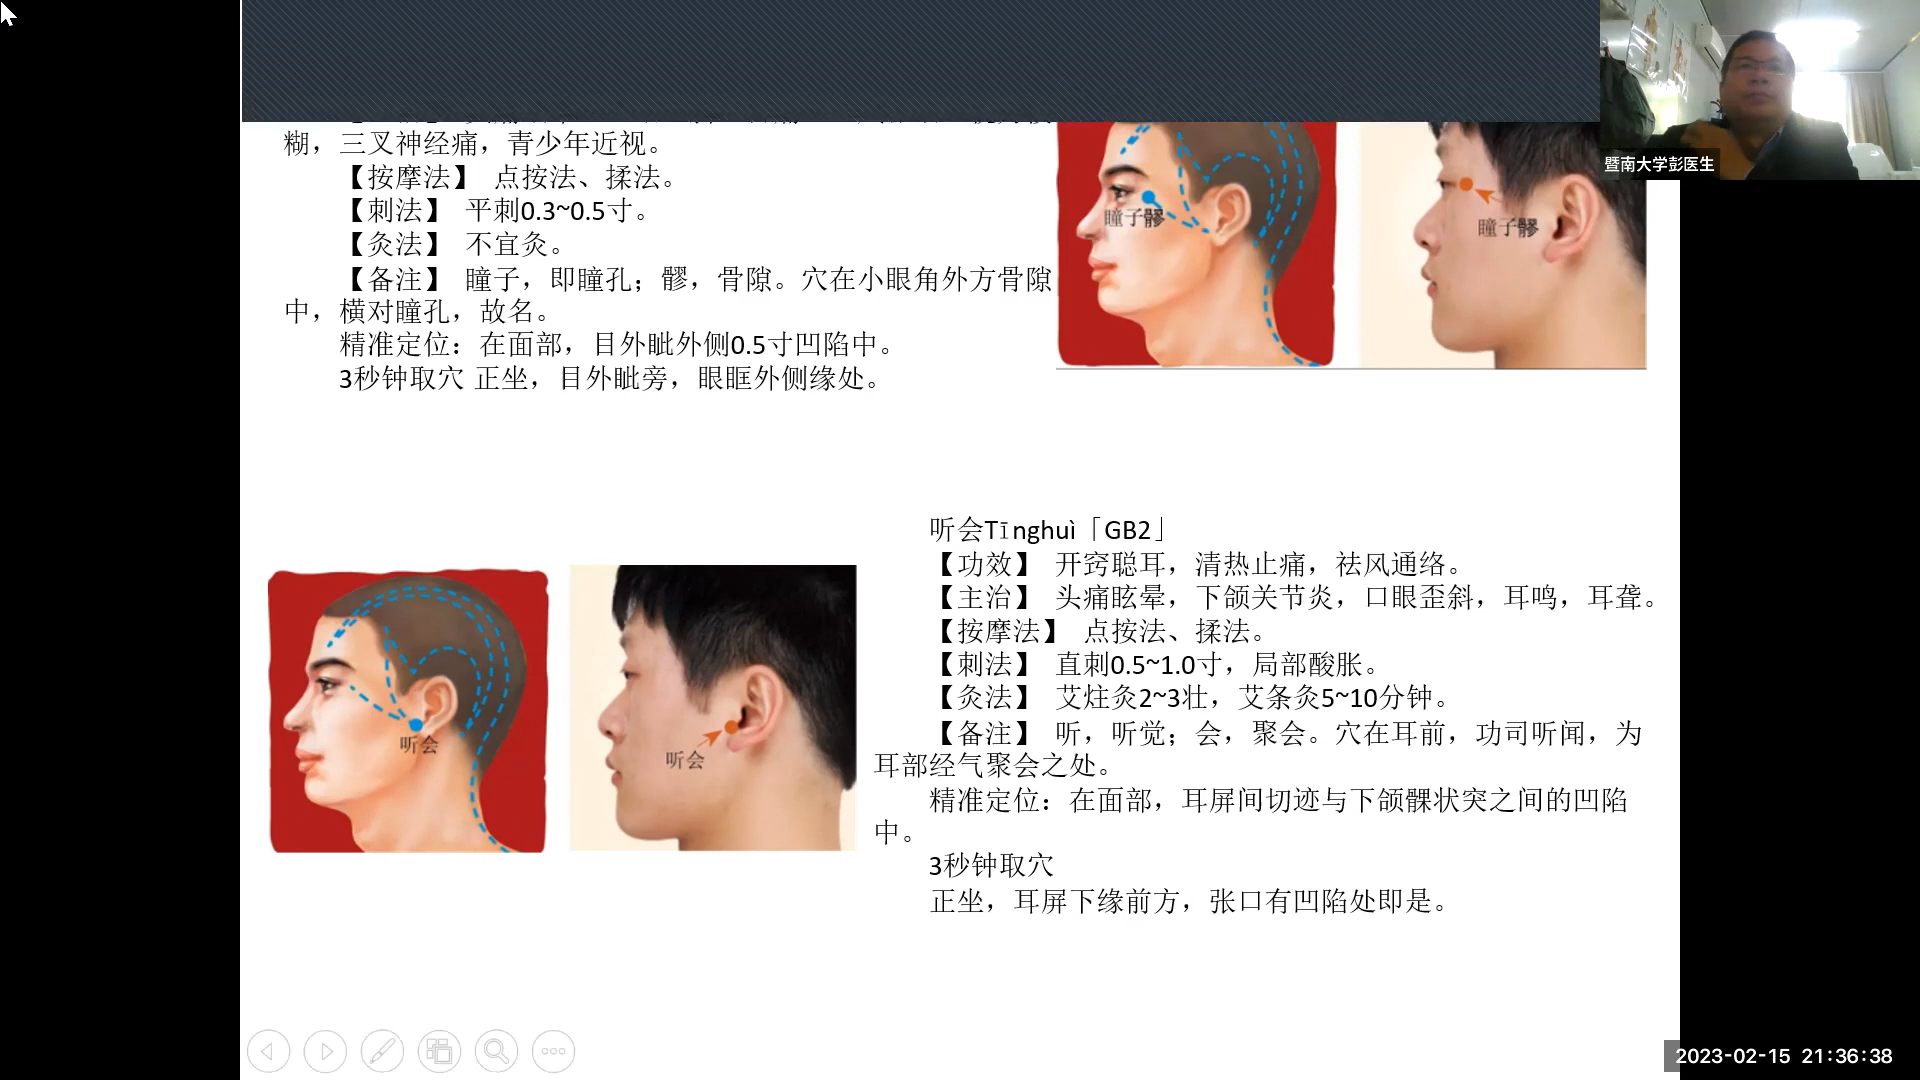 糊，三叉神经痛，青少年近视。
【按摩法】 点按法、揉法。
【刺法】 平刺0.3~0.5寸。
【灸法】 不宜灸。
【备注】 瞳子，即瞳孔；髎，骨隙。穴在小眼角外方骨隙
中，横对瞳孔，故名。
精准定位：在面部，目外眦外侧0.5寸凹陷中。
3秒钟取穴 正坐，目外眦旁，眼眶外侧缘处。
瞳子髎
瞳子髎
暨南大学彭医生
听会
听会
听会Tīnghuì「GB2」
【功效】 开窍聪耳，清热止痛，祛风通络。
【主治】 头痛眩晕，下颌关节炎，口眼歪斜，耳鸣，耳聋。
【按摩法】 点按法、揉法。
【刺法】 直刺0.5~1.0寸，局部酸胀。
【灸法】 艾炷灸2~3壮，艾条灸5~10分钟。
【备注】 听，听觉；会，聚会。穴在耳前，功司听闻，为
耳部经气聚会之处。
精准定位：在面部，耳屏间切迹与下颌髁状突之间的凹陷
中。
3秒钟取穴
正坐，耳屏下缘前方，张口有凹陷处即是。
2023-02-15 21:36:38